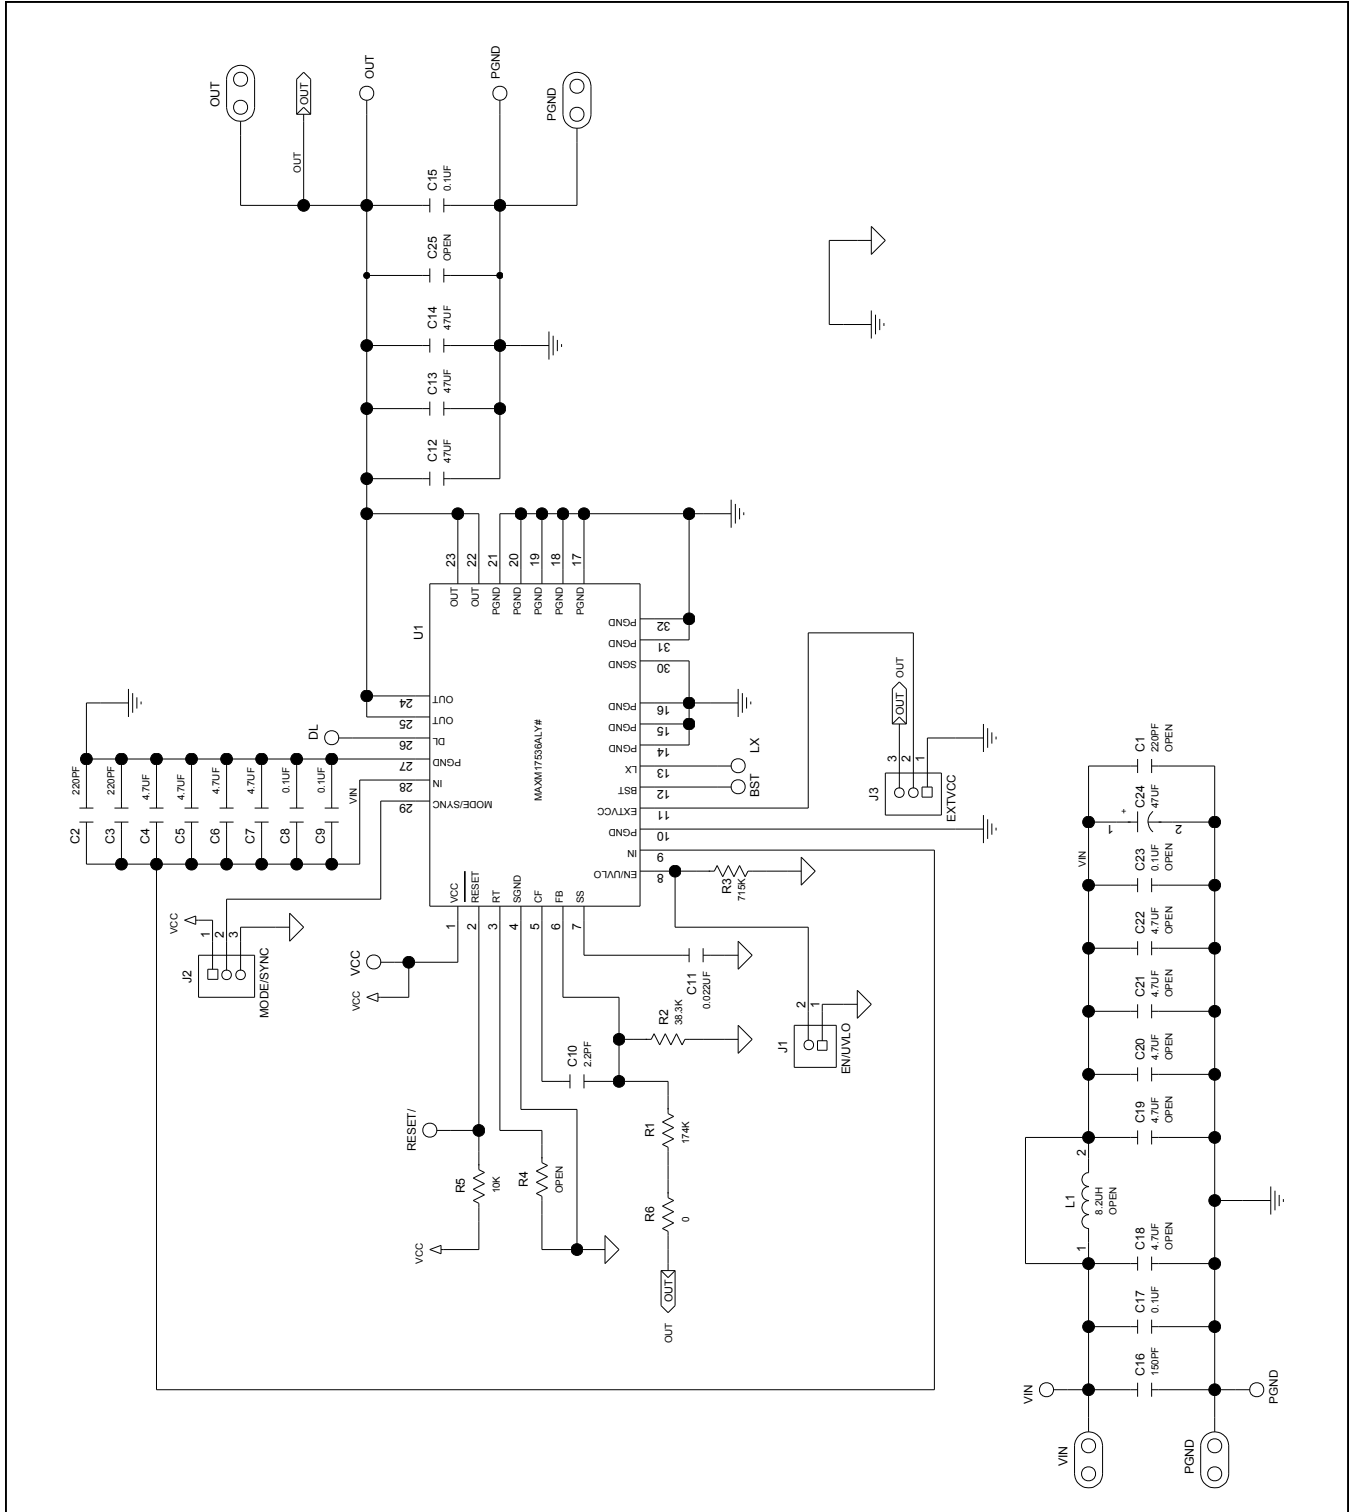 OUT
OUT
OUT
OUT
PGND
PGND
C15
0.1UF
C25
OPEN
C14
47UF
C13
47UF
C12
47UF
C2
220PF
C3
220PF
C4
4.7UF
C5
4.7UF
C6
4.7UF
C7
4.7UF
C8
0.1UF
C9
0.1UF
VIN
DL
U1
MAXM17536ALY#
23
OUT
22
OUT
21
PGND
20
PGND
19
PGND
18
PGND
17
PGND
24
OUT
25
OUT
26
DL
27
PGND
28
IN
29
MODE/SYNC
32
PGND
31
PGND
30
SGND
16
PGND
15
PGND
14
PGND
13
LX
12
BST
11
EXTVCC
10
PGND
9
IN
8
EN/UVLO
VCC
1
RESET
2
RT
3
SGND
4
CF
5
FB
6
SS
7
LX
BST
J3
EXTVCC
3
2
1
OUT
OUT
J2
MODE/SYNC
VCC
1
2
3
VCC
VCC
R3
715K
C11
0.022UF
R2
38.3K
J1
EN/UVLO
2
1
C10
2.2PF
RESET/
R5
10K
VCC
R4
OPEN
R1
174K
R6
0
OUT
OUT
C1
220PF
OPEN
C24
47UF
+
1
2
VIN
C23
0.1UF
OPEN
C22
4.7UF
OPEN
C21
4.7UF
OPEN
C20
4.7UF
OPEN
C19
4.7UF
OPEN
L1
8.2UH
OPEN
2
1
C18
4.7UF
OPEN
C17
0.1UF
C16
150PF
VIN
PGND
VIN
PGND